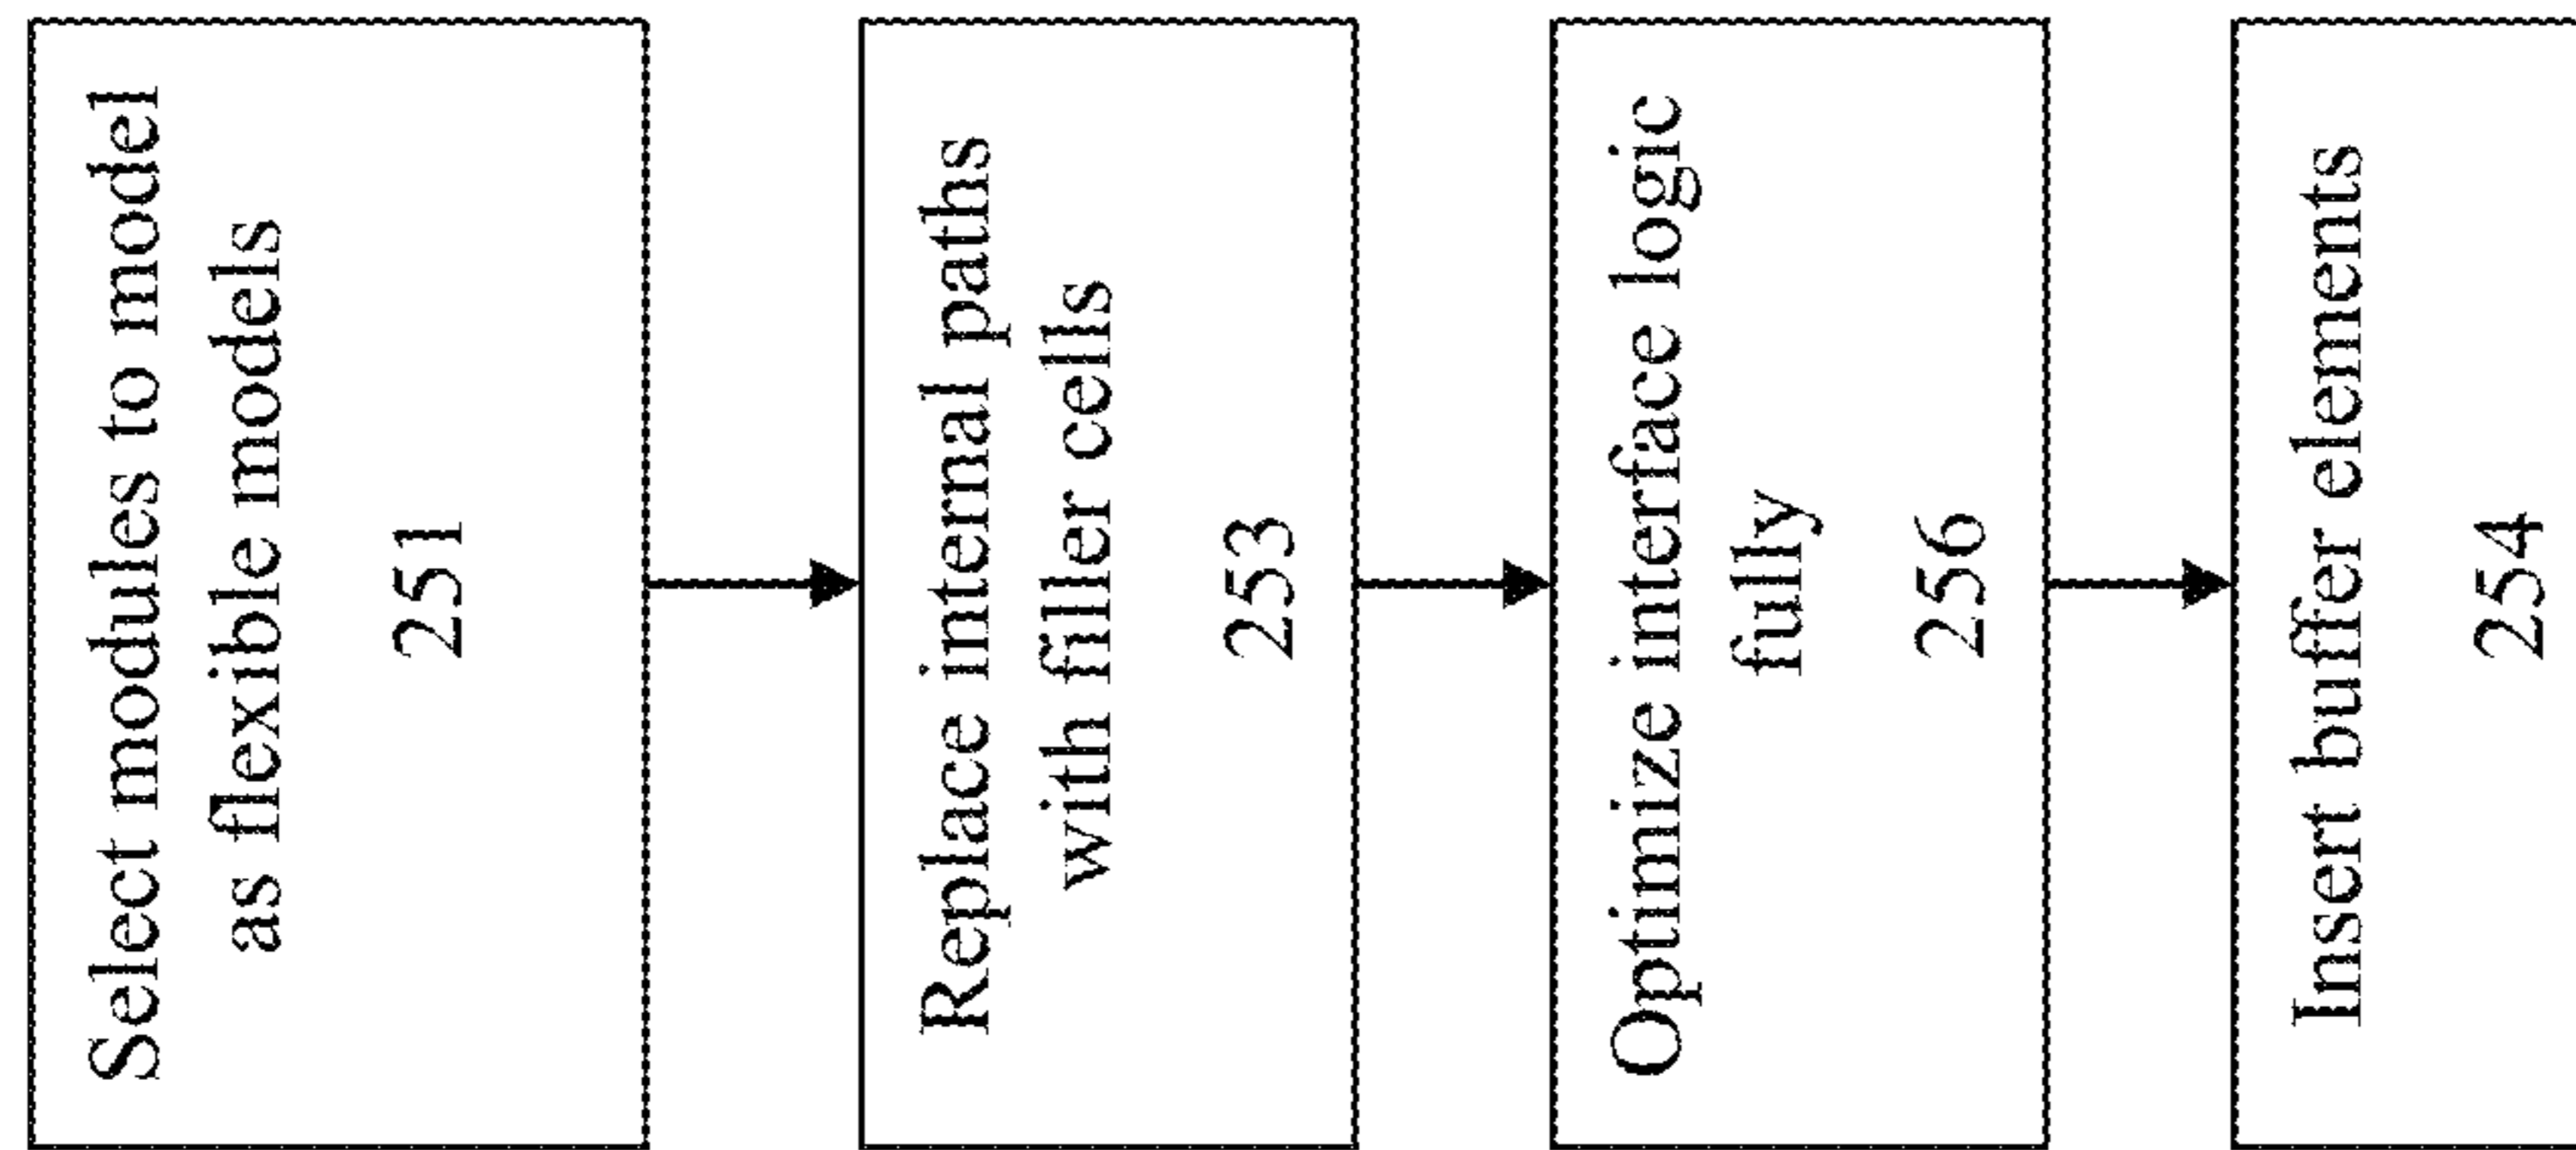 Select modules to model
as flexible models
251
Replace internal paths
with filler cells
253
Optimize interface logic
fully
256
Insert buffer elements
254